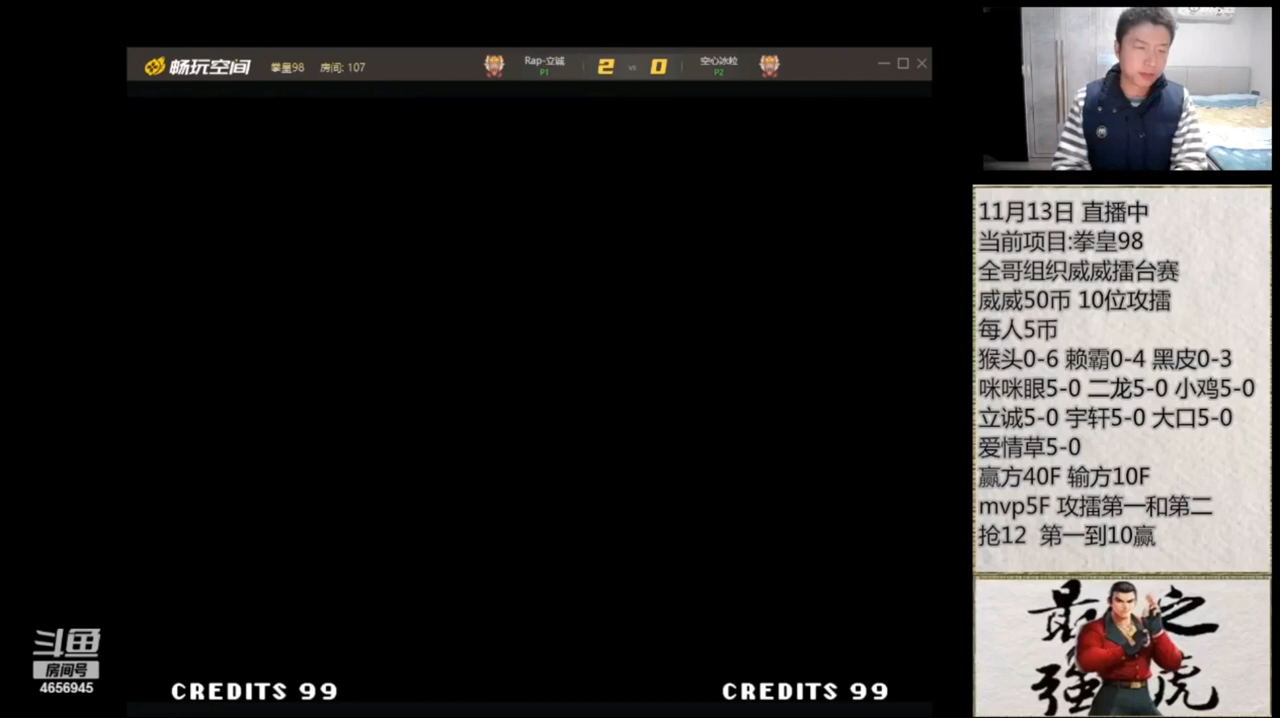 畅玩空间 拳皇98 房间: 107 Rap-立诚 P1 2 vs 0 空心冰粒 P2
11月13日 直播中
当前项目:拳皇98
全哥组织威威擂台赛
威威50币 10位攻擂
每人5币
猴头0-6 赖霸0-4 黑皮0-3
咪咪眼5-0 二龙5-0 小鸡5-0
立诚5-0 宇轩5-0 大口5-0
爱情草5-0
赢方40F 输方10F
mvp5F 攻擂第一和第二
抢12 第一到10赢
最之
强虎
斗鱼
房间号
4656945
CREDITS 99 CREDITS 99